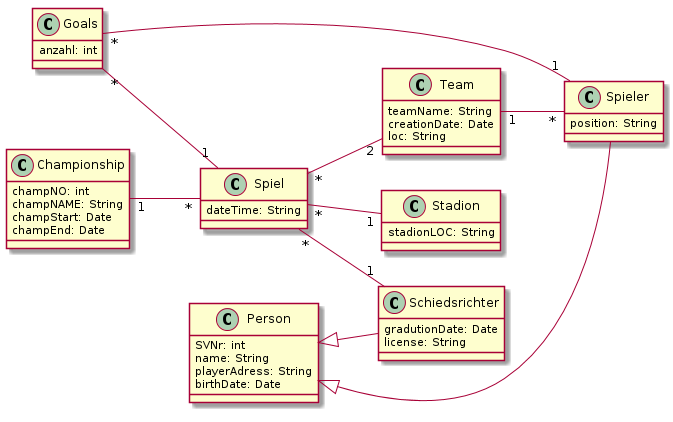 C Goals
anzahl: int
*
*
1
C Team
teamName: String
creationDate: Date
loc: String
1
*
C Spieler
position: String
C Championship
champNO: int
champNAME: String
champStart: Date
champEnd: Date
1
*
1
C Spiel
dateTime: String
*
2
*
1
*
1
C Stadion
stadionLOC: String
C Schiedsrichter
gradutionDate: Date
license: String
C Person
SVNr: int
name: String
playerAdress: String
birthDate: Date